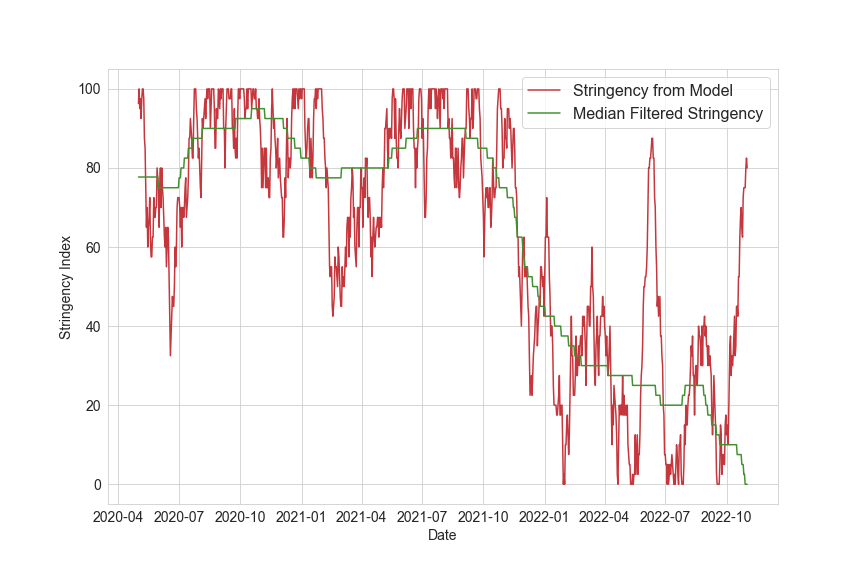 Stringency from Model
Median Filtered Stringency
Stringency Index
100
80
60
40
20
0
2020-04 2020-07 2020-10 2021-01 2021-04 2021-07 2021-10 2022-01 2022-04 2022-07 2022-10
Date